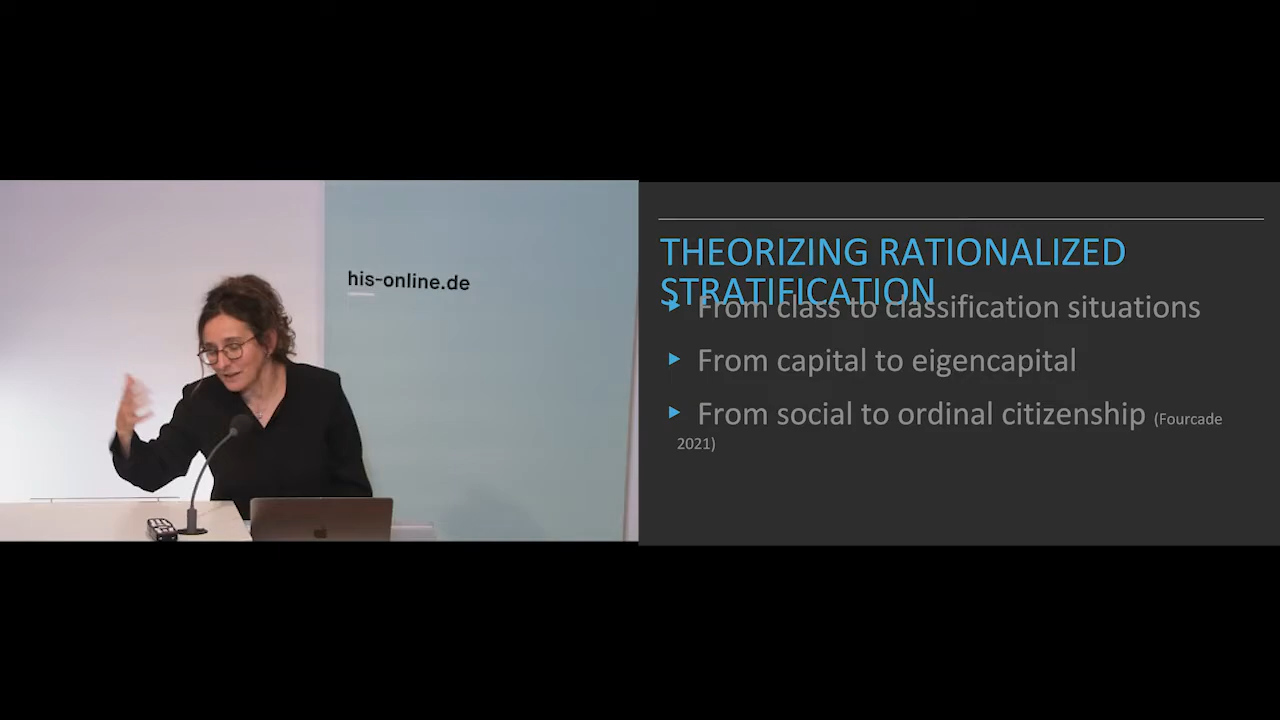 his-online.de
THEORIZING RATIONALIZED
STRATIFICATION
From class to classification situations
From capital to eigencapital
From social to ordinal citizenship (Fourcade
2021)